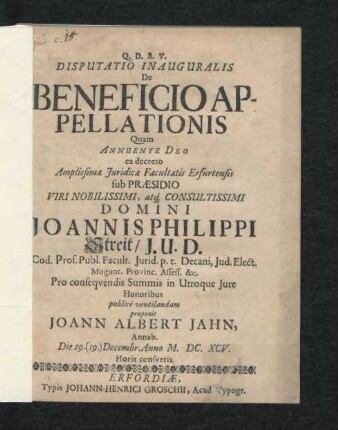 Q. D. B. V.
DISPUTATIO INAUGURALIS
De
BENEFICIO AP-
PELLATIONIS
Quam
ANNUENTE DEO
ex decreto
Amplissimæ Juridicæ Facultatis Erfurtensis
sub PRÆSIDIO
VIRI NOBILISSIMI, atq; CONSULTISSIMI
DOMINI
JOANNIS PHILIPPI
Streit / J. U. D.
Cod. Prof. Publ. Facult. Jurid. p. t. Decani, Jud. Elect.
Mogunt. Provinc. Assess. &c.
Pro conseqvendis Summis in Utroque Jure
Honoribus
publicè ventilandam
proponit
JOANN ALBERT JAHN,
Annab.
Die 29. (19.) Decembr. Anno M. DC. XCV.
Horis consvetis.
ERFORDIÆ,
Typis JOHANN-HENRICI GROSCHII, Acad Typogr.